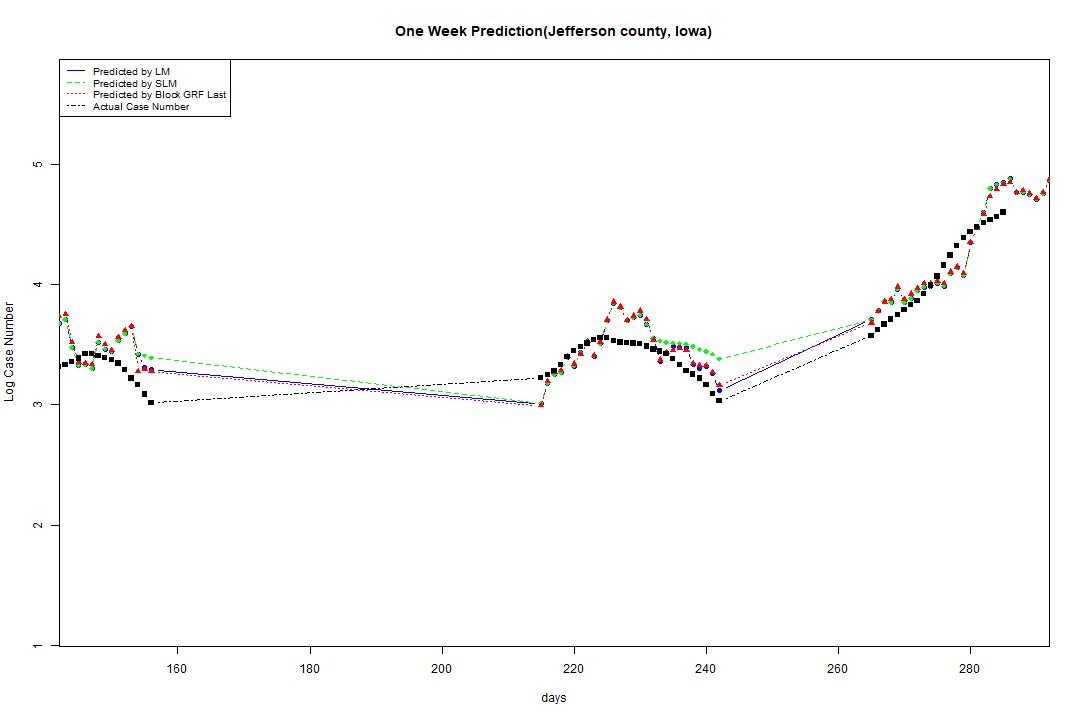 One Week Prediction(Jefferson county, Iowa)
Predicted by LM
Predicted by SLM
Predicted by Block GRF Last
Actual Case Number
Log Case Number
5
4
3
2
1
160
180
200
220
240
260
280
days